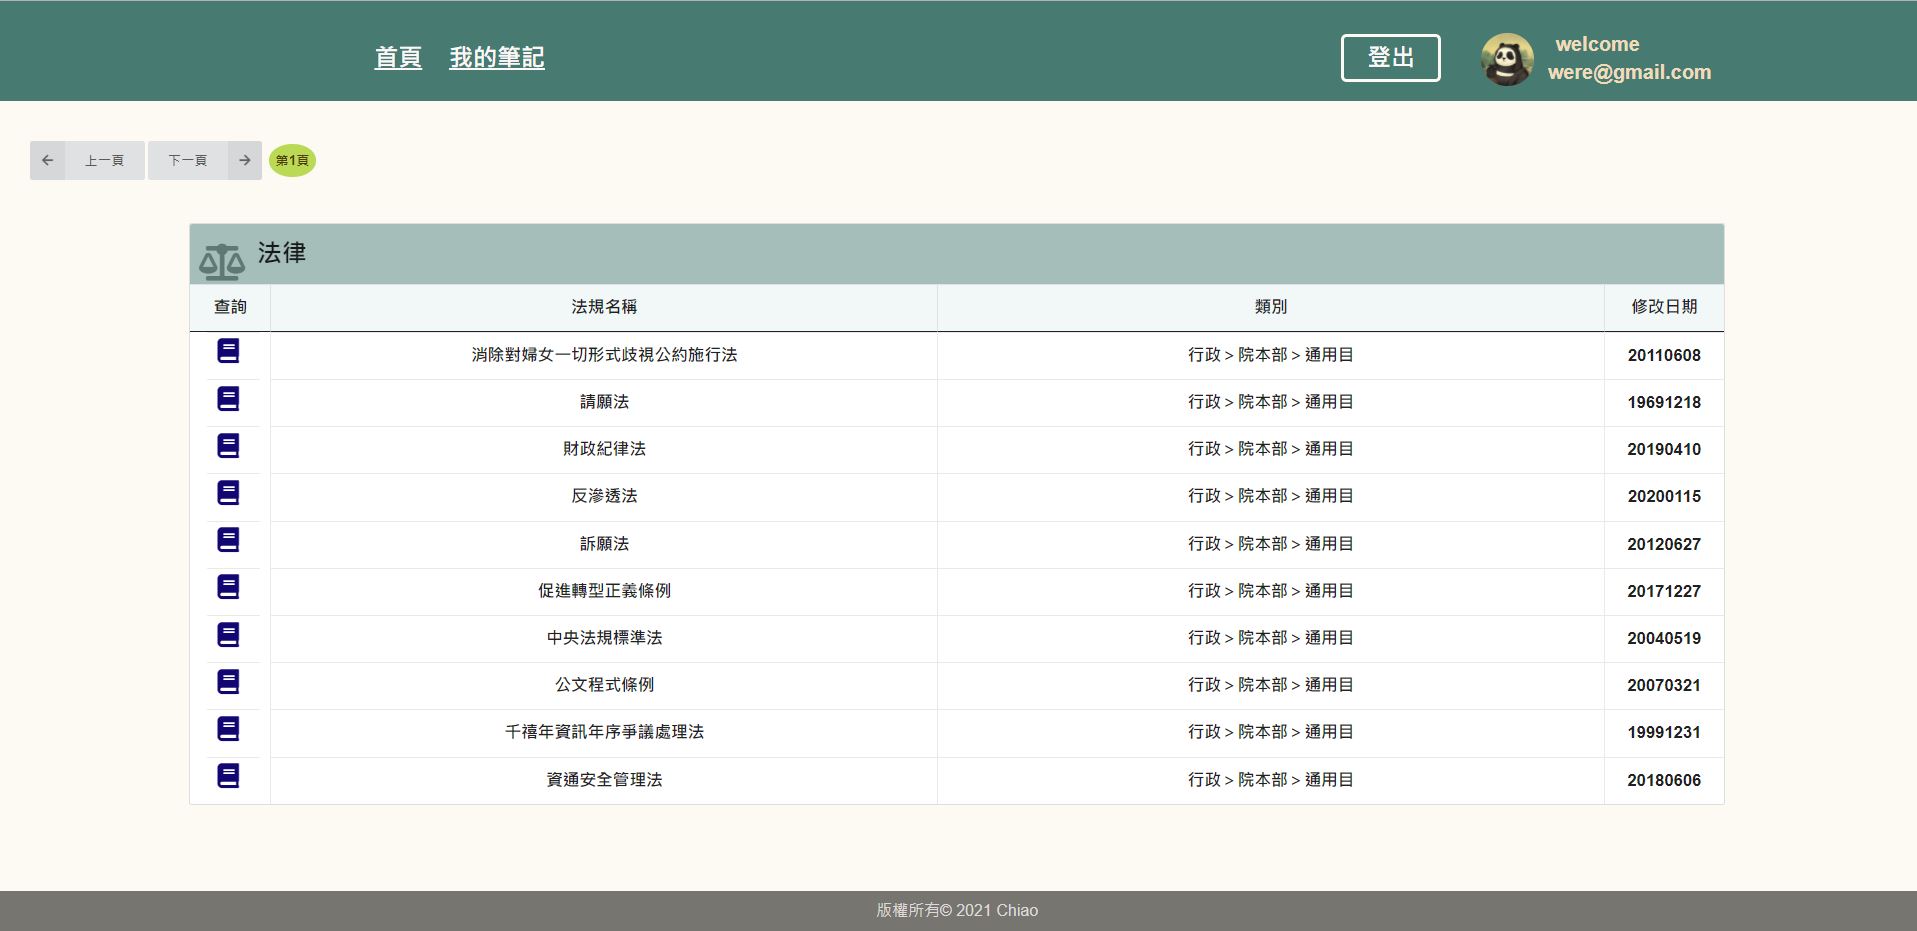 首頁 我的筆記 登出 welcome
were@gmail.com
上一頁 下一頁 第1頁
法律
查詢 法規名稱 類別 修改日期
消除對婦女一切形式歧視公約施行法 行政 > 院本部 > 通用目 20110608
請願法 行政 > 院本部 > 通用目 19691218
財政紀律法 行政 > 院本部 > 通用目 20190410
反滲透法 行政 > 院本部 > 通用目 20200115
訴願法 行政 > 院本部 > 通用目 20120627
促進轉型正義條例 行政 > 院本部 > 通用目 20171227
中央法規標準法 行政 > 院本部 > 通用目 20040519
公文程式條例 行政 > 院本部 > 通用目 20070321
千禧年資訊年序爭議處理法 行政 > 院本部 > 通用目 19991231
資通安全管理法 行政 > 院本部 > 通用目 20180606
版權所有© 2021 Chiao